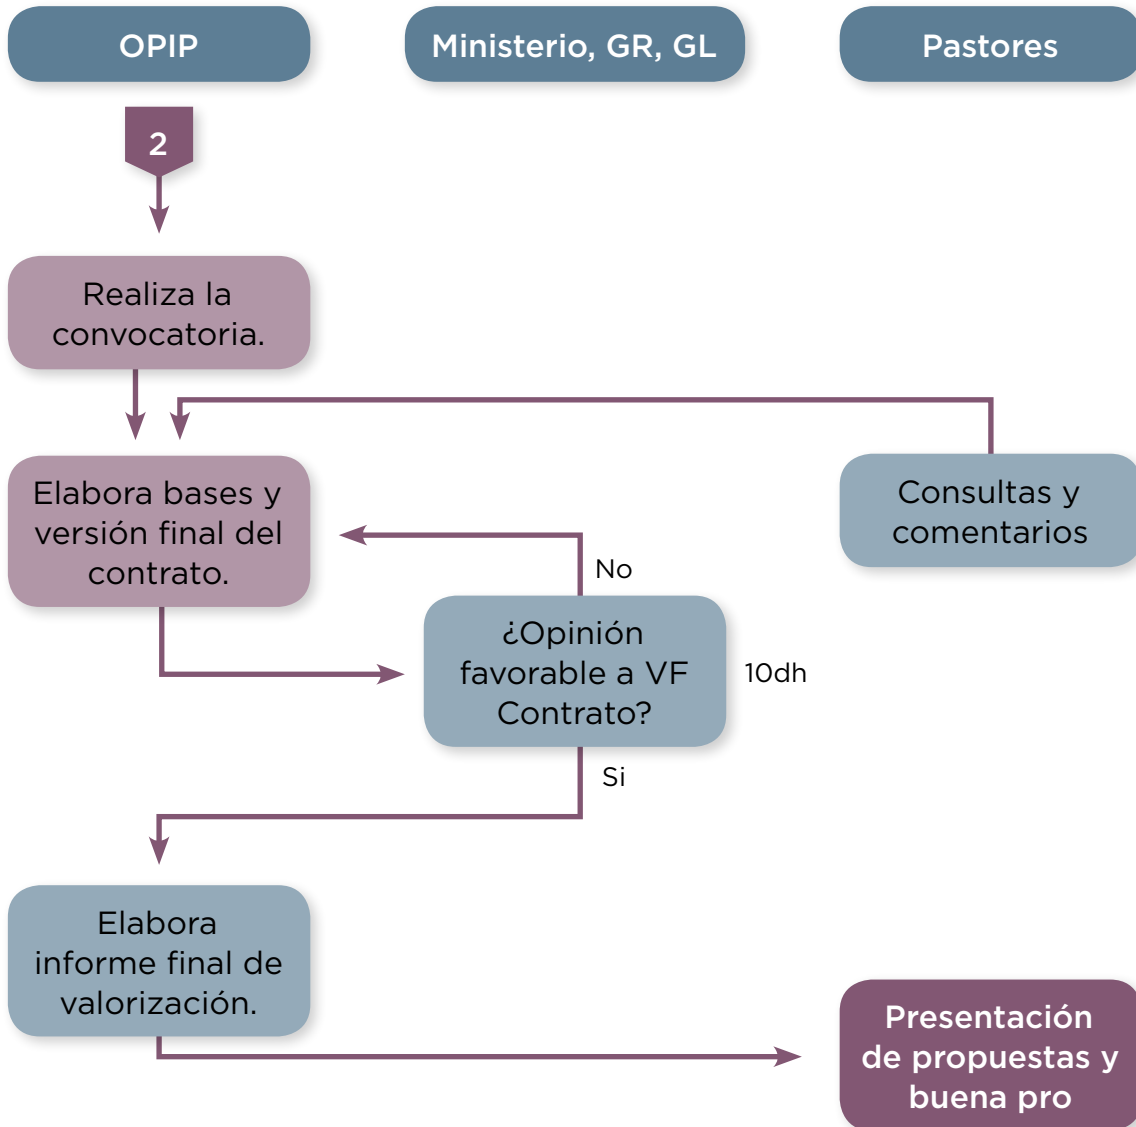 OPIP
Ministerio, GR, GL
Pastores
2
Realiza la
convocatoria.
Elabora bases y
versión final del
contrato.
Consultas y
comentarios
No
¿Opinión
favorable a VF
Contrato?
10dh
Si
Elabora
informe final de
valorización.
Presentación
de propuestas y
buena pro